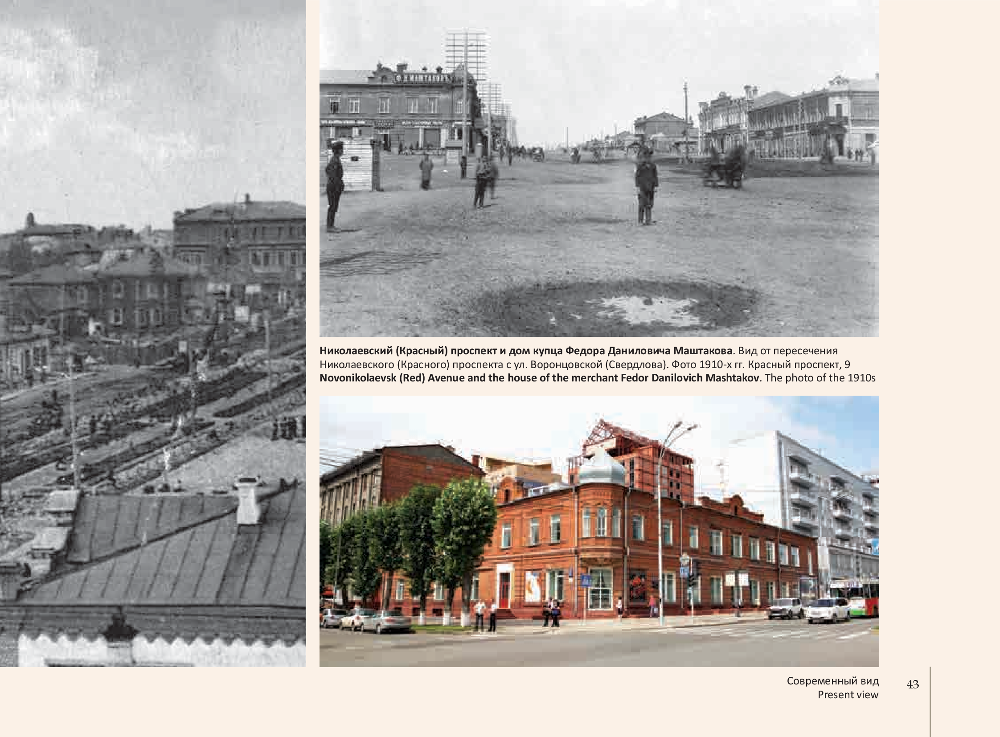 Николаевский (Красный) проспект и дом купца Федора Даниловича Маштакова. Вид от пересечения
Николаевского (Красного) проспекта с ул. Воронцовской (Свердлова). Фото 1910-х гг. Красный проспект, 9
Novonikolaevsk (Red) Avenue and the house of the merchant Fedor Danilovich Mashtakov. The photo of the 1910s
Современный вид
Present view
43